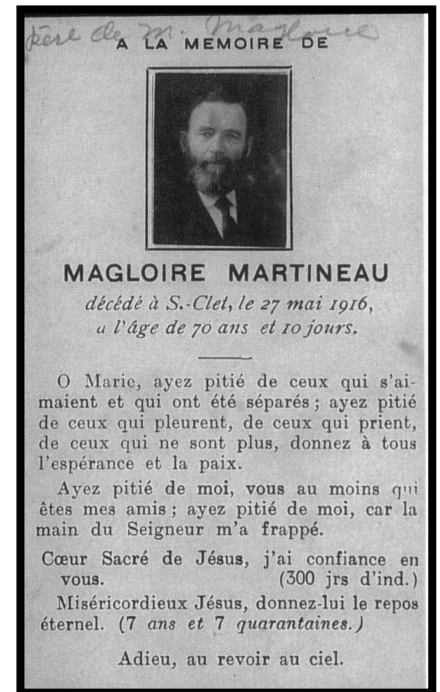 père de M. Magloire
A LA MEMOIRE DE
MAGLOIRE MARTINEAU
décédé à S.-Clet, le 27 mai 1916,
a l'âge de 70 ans et 10 jours.
O Marie, ayez pitié de ceux qui s'ai-
maient et qui ont été séparés ; ayez pitié
de ceux qui pleurent, de ceux qui prient,
de ceux qui ne sont plus, donnez à tous
l'espérance et la paix.
Ayez pitié de moi, vous au moins qui
êtes mes amis ; ayez pitié de moi, car la
main du Seigneur m'a frappé.
Cœur Sacré de Jésus, j'ai confiance en
vous. (300 jrs d'ind.)
Miséricordieux Jésus, donnez-lui le repos
éternel. (7 ans et 7 quarantaines.)
Adieu, au revoir au ciel.